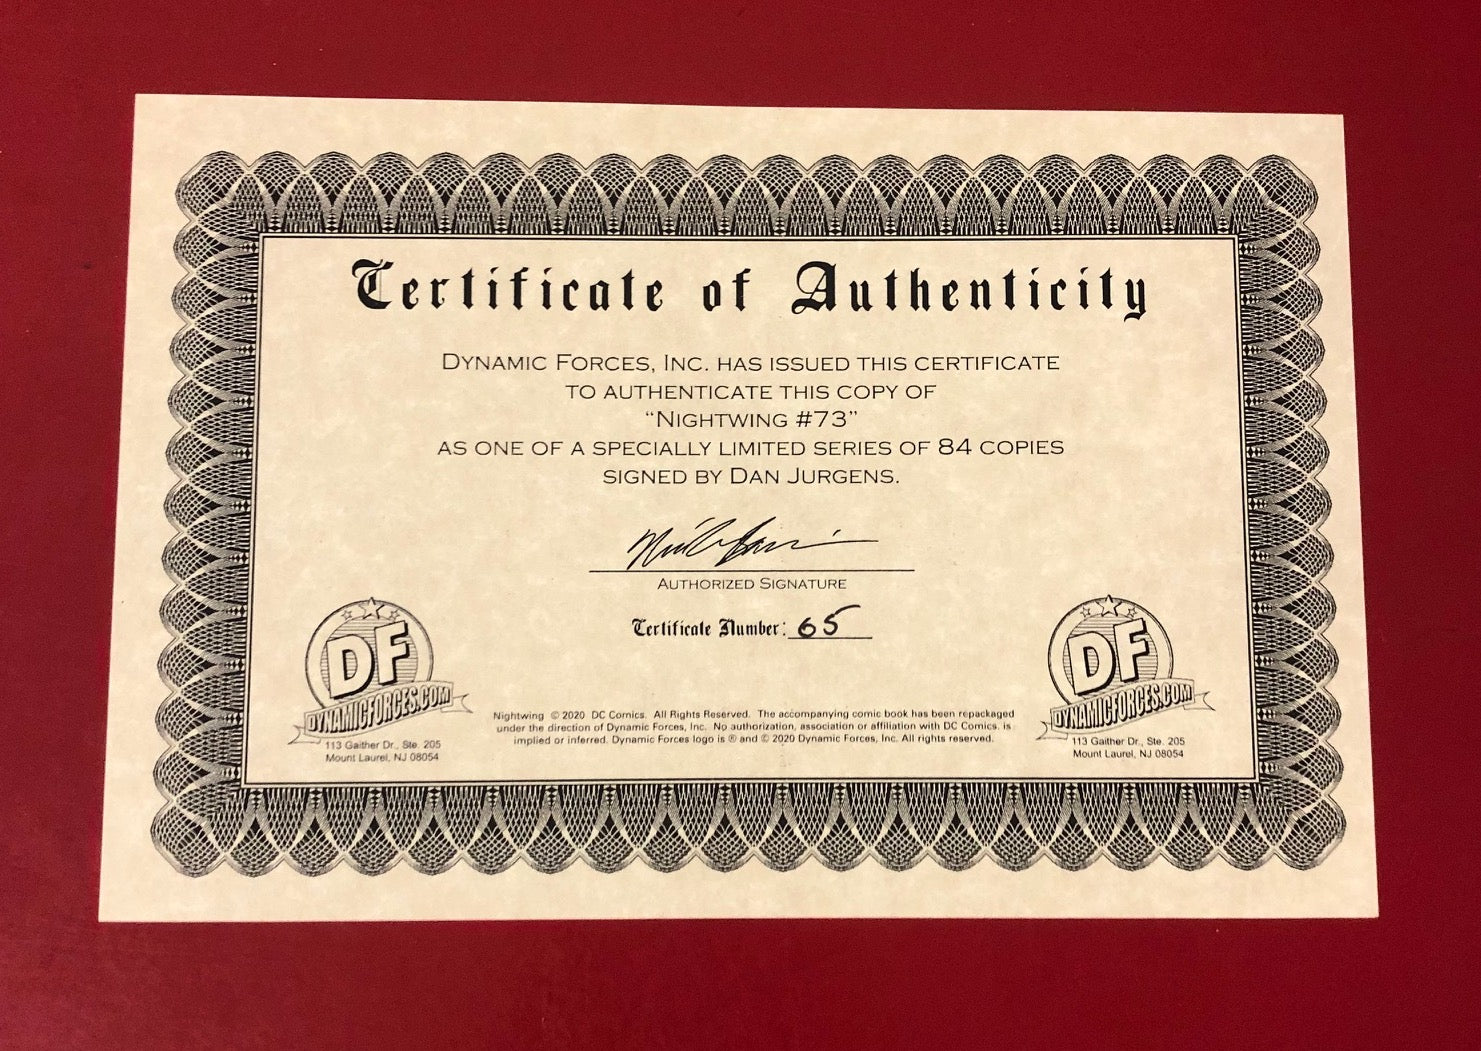 Certificate of Authenticity
DYNAMIC FORCES, INC. HAS ISSUED THIS CERTIFICATE
TO AUTHENTICATE THIS COPY OF
“NIGHTWING #73”
AS ONE OF A SPECIALLY LIMITED SERIES OF 84 COPIES
SIGNED BY DAN JURGENS.
AUTHORIZED SIGNATURE
Certificate Number: 65
DF
DYNAMICFORCES.COM
113 Gaither Dr., Ste. 205
Mount Laurel, NJ 08054
Nightwing © 2020 DC Comics. All Rights Reserved. The accompanying comic book has been repackaged
under the direction of Dynamic Forces, Inc. No authorization, association or affiliation with DC Comics. is
implied or inferred. Dynamic Forces logo is ® and © 2020 Dynamic Forces, Inc. All rights reserved.
DF
DYNAMICFORCES.COM
113 Gaither Dr., Ste. 205
Mount Laurel, NJ 08054